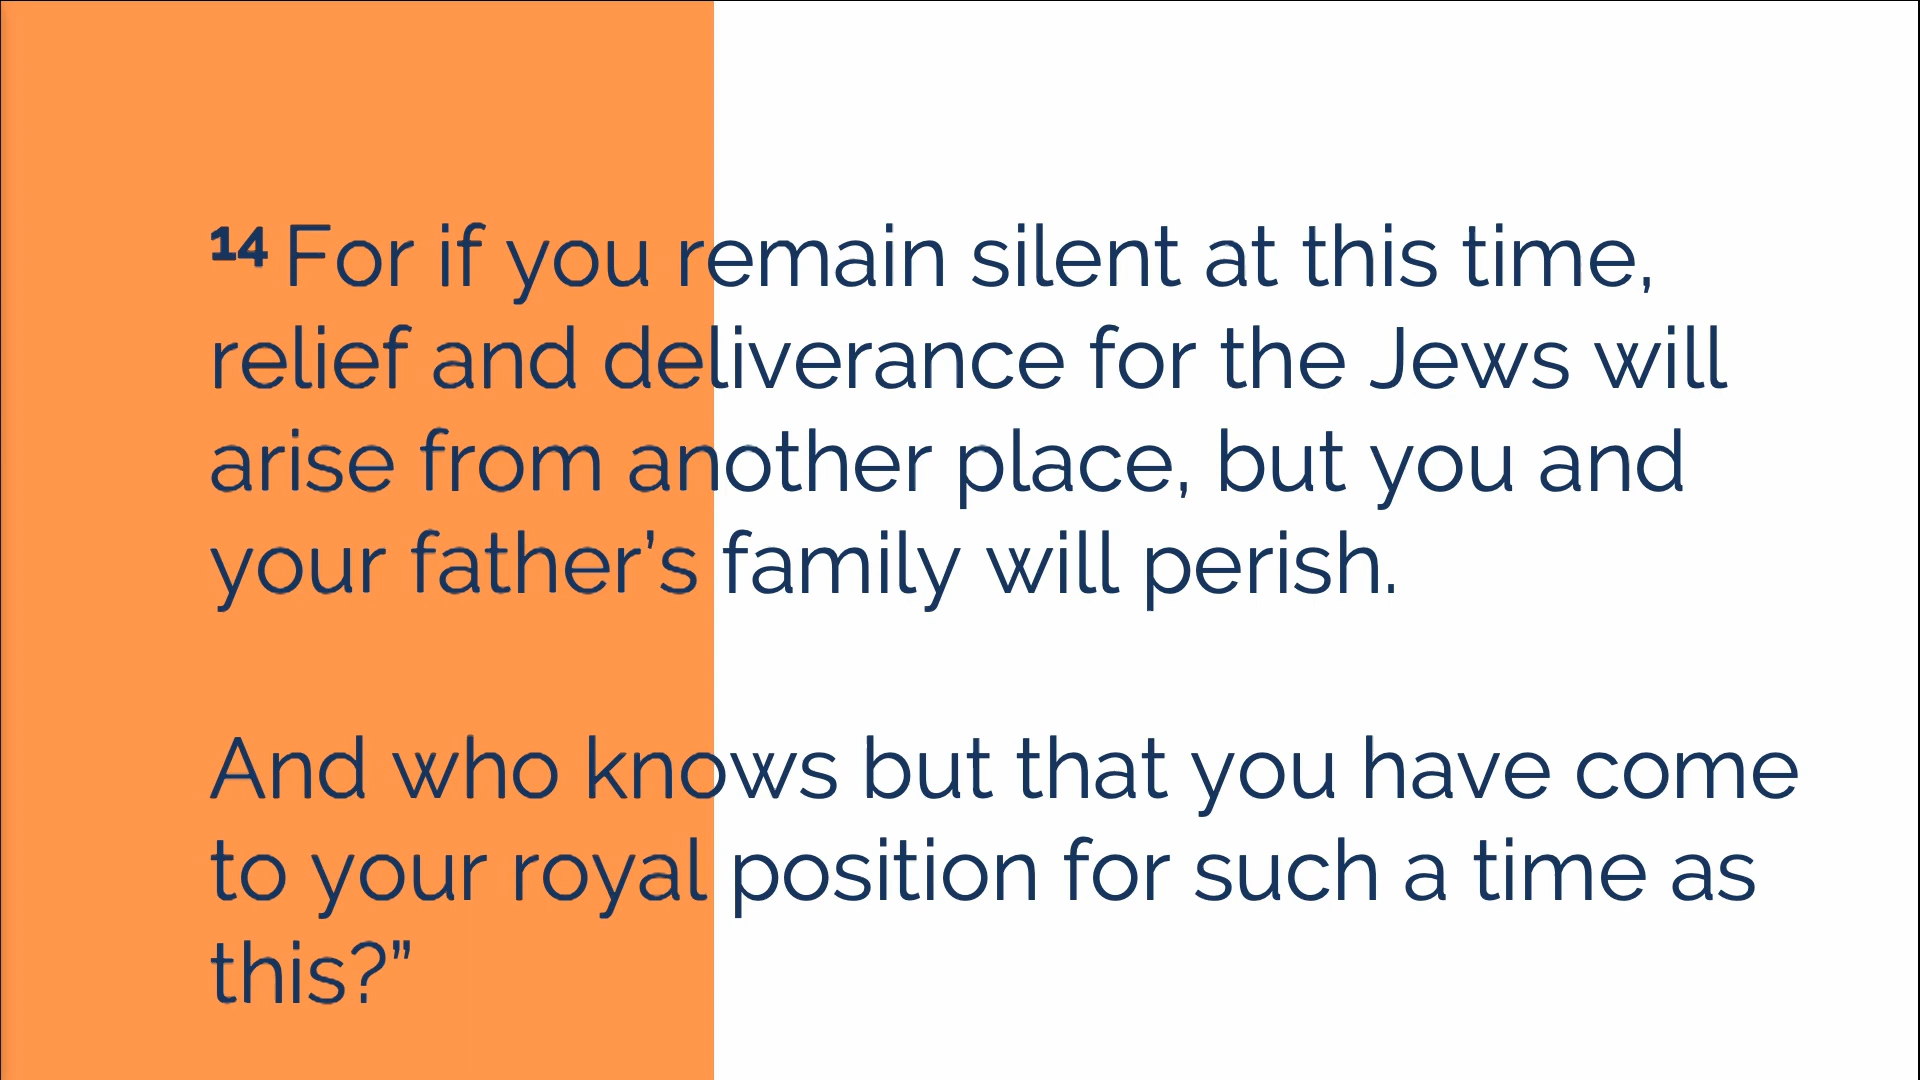 14 For if you remain silent at this time,
relief and deliverance for the Jews will
arise from another place, but you and
your father’s family will perish.
And who knows but that you have come
to your royal position for such a time as
this?”